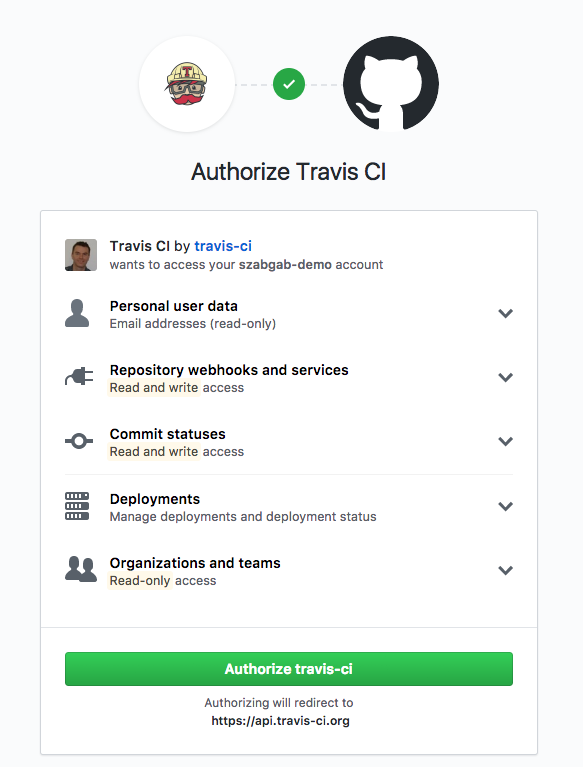 Authorize Travis CI
Travis CI by travis-ci
wants to access your szabgab-demo account
Personal user data
Email addresses (read-only)
Repository webhooks and services
Read and write access
Commit statuses
Read and write access
Deployments
Manage deployments and deployment status
Organizations and teams
Read-only access
Authorize travis-ci
Authorizing will redirect to
https://api.travis-ci.org